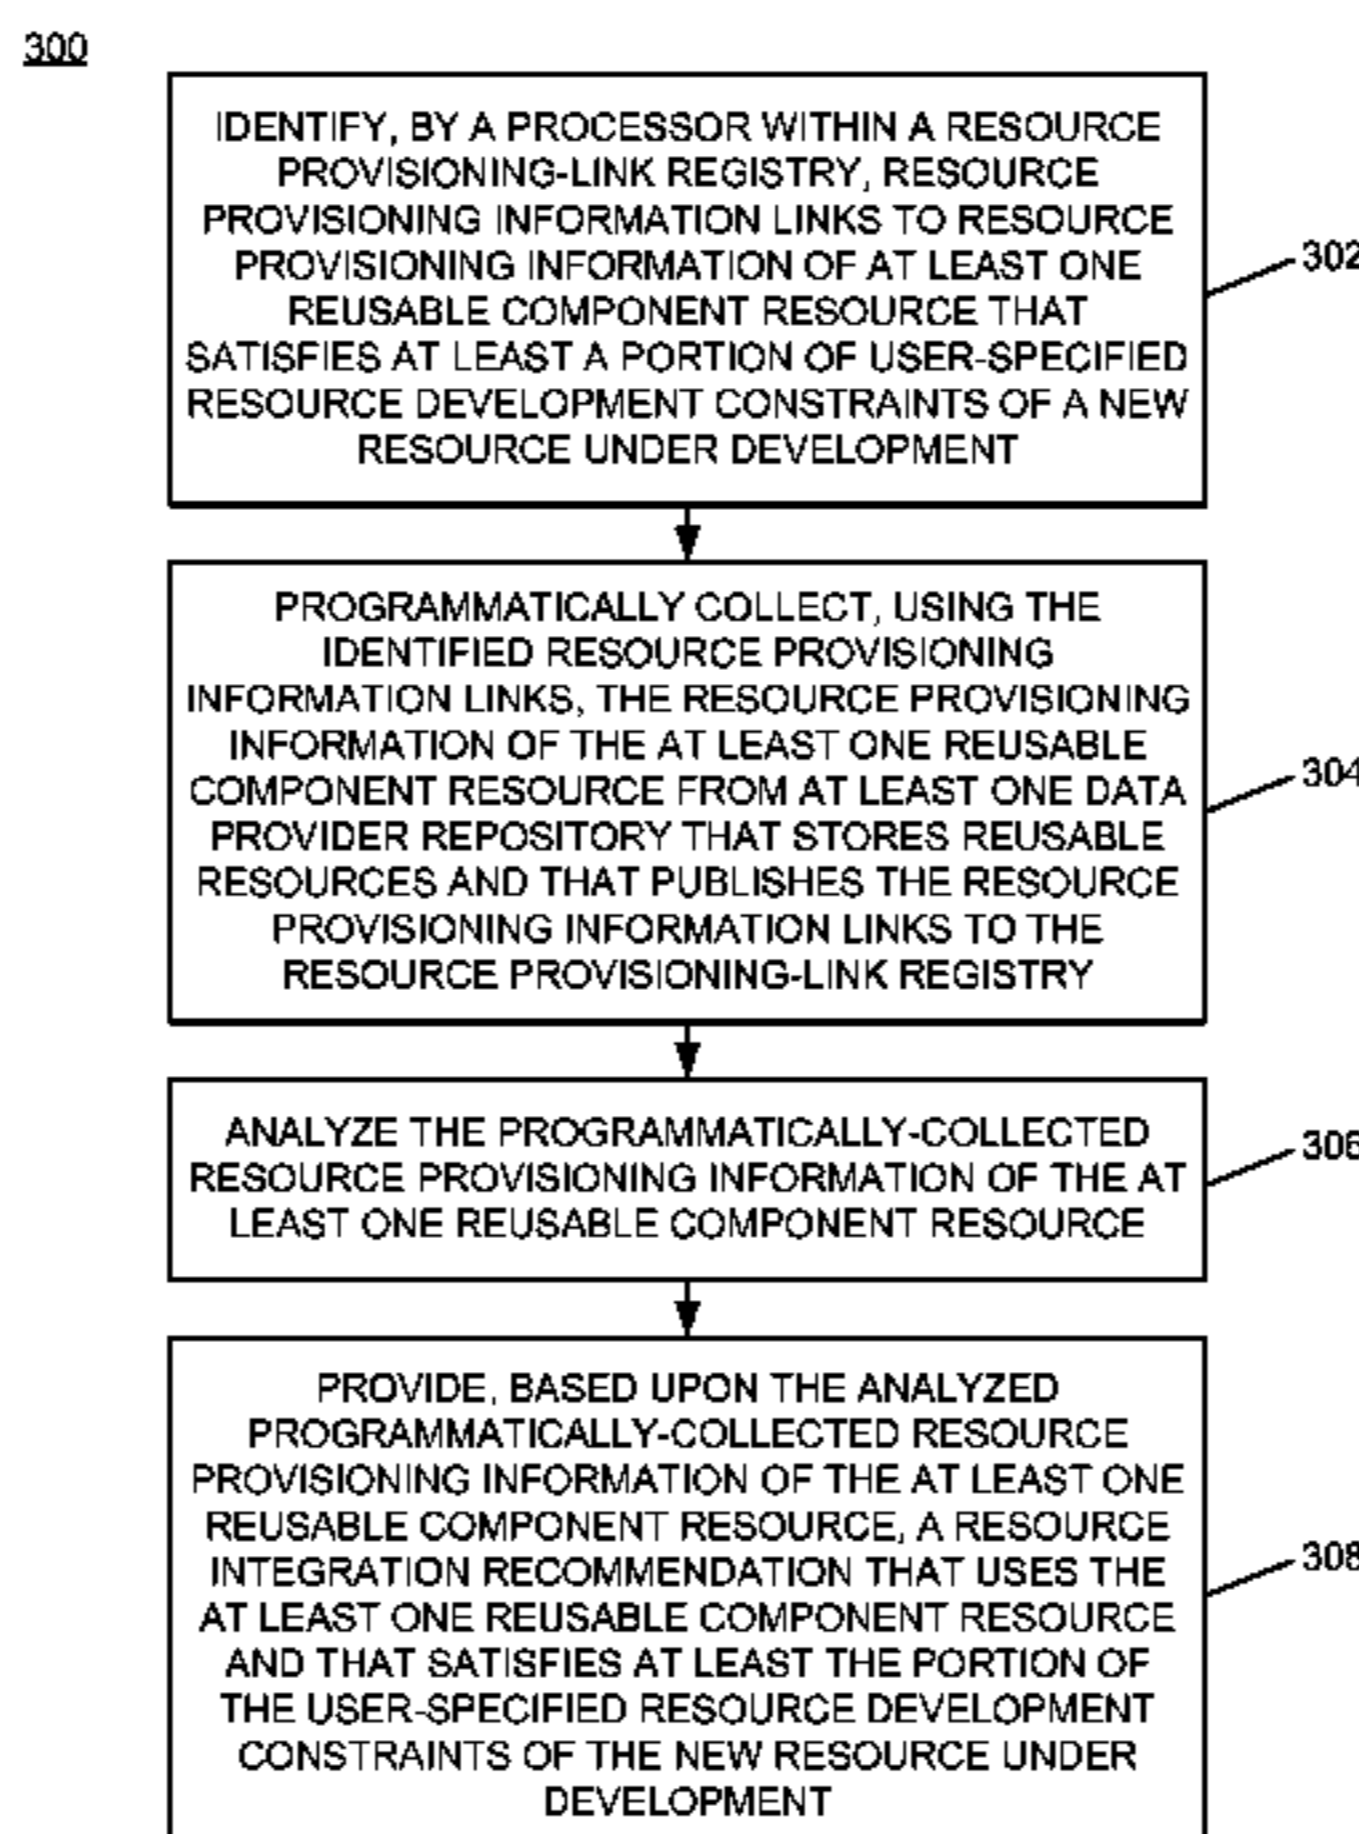 300
IDENTIFY, BY A PROCESSOR WITHIN A RESOURCE
PROVISIONING-LINK REGISTRY, RESOURCE
PROVISIONING INFORMATION LINKS TO RESOURCE
PROVISIONING INFORMATION OF AT LEAST ONE
REUSABLE COMPONENT RESOURCE THAT
SATISFIES AT LEAST A PORTION OF USER-SPECIFIED
RESOURCE DEVELOPMENT CONSTRAINTS OF A NEW
RESOURCE UNDER DEVELOPMENT
302
PROGRAMMATICALLY COLLECT, USING THE
IDENTIFIED RESOURCE PROVISIONING
INFORMATION LINKS, THE RESOURCE PROVISIONING
INFORMATION OF THE AT LEAST ONE REUSABLE
COMPONENT RESOURCE FROM AT LEAST ONE DATA
PROVIDER REPOSITORY THAT STORES REUSABLE
RESOURCES AND THAT PUBLISHES THE RESOURCE
PROVISIONING INFORMATION LINKS TO THE
RESOURCE PROVISIONING-LINK REGISTRY
304
ANALYZE THE PROGRAMMATICALLY-COLLECTED
RESOURCE PROVISIONING INFORMATION OF THE AT
LEAST ONE REUSABLE COMPONENT RESOURCE
306
PROVIDE, BASED UPON THE ANALYZED
PROGRAMMATICALLY-COLLECTED RESOURCE
PROVISIONING INFORMATION OF THE AT LEAST ONE
REUSABLE COMPONENT RESOURCE, A RESOURCE
INTEGRATION RECOMMENDATION THAT USES THE
AT LEAST ONE REUSABLE COMPONENT RESOURCE
AND THAT SATISFIES AT LEAST THE PORTION OF
THE USER-SPECIFIED RESOURCE DEVELOPMENT
CONSTRAINTS OF THE NEW RESOURCE UNDER
DEVELOPMENT
308